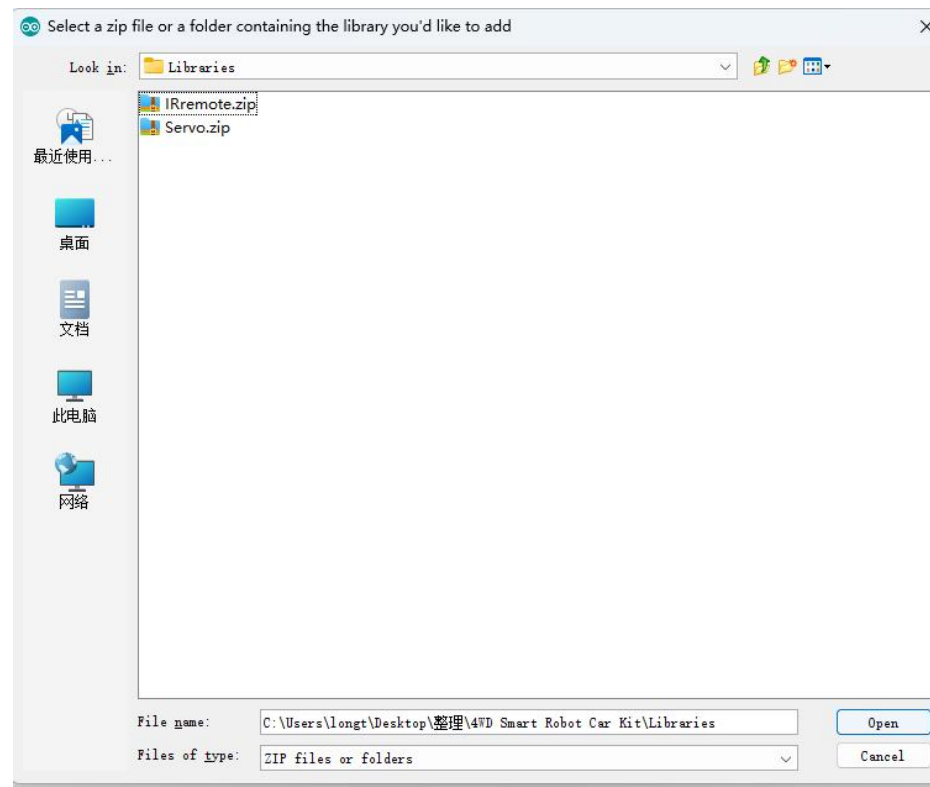 Select a zip file or a folder containing the library you'd like to add
Look in:
Libraries
IRremote.zip
Servo.zip
最近使用...
桌面
文档
此电脑
网络
File name:
C:\Users\longt\Desktop\整理\4WD Smart Robot Car Kit\Libraries
Open
Files of type:
ZIP files or folders
Cancel